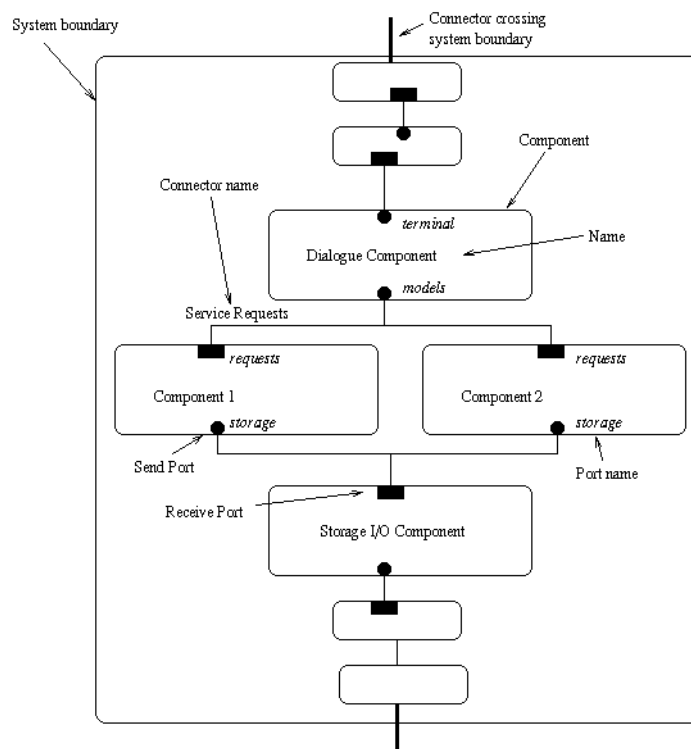 System boundary
Connector crossing
system boundary
Component
Connector name
terminal
Name
Dialogue Component
models
Service Requests
requests
requests
Component 1
Component 2
storage
storage
Send Port
Port name
Receive Port
Storage I/O Component